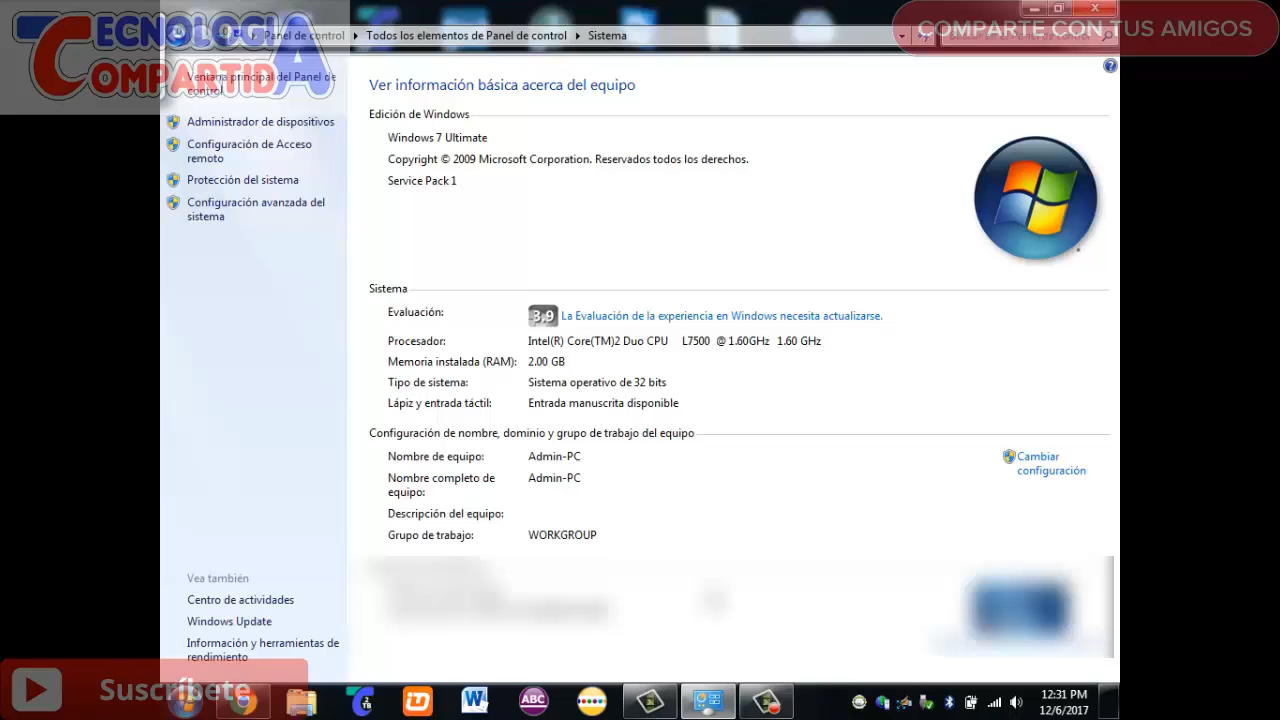 TECNOLOGIA
COMPARTIDA
COMPARTE CON TUS AMIGOS
Panel de control
Todos los elementos de Panel de control
Sistema
Ventana principal del Panel de
control
Administrador de dispositivos
Configuración de Acceso
remoto
Protección del sistema
Configuración avanzada del
sistema
Ver información básica acerca del equipo
Edición de Windows
Windows 7 Ultimate
Copyright © 2009 Microsoft Corporation. Reservados todos los derechos.
Service Pack 1
Sistema
Evaluación: 3.9 La Evaluación de la experiencia en Windows necesita actualizarse.
Procesador: Intel(R) Core(TM)2 Duo CPU L7500 @ 1.60GHz 1.60 GHz
Memoria instalada (RAM): 2.00 GB
Tipo de sistema: Sistema operativo de 32 bits
Lápiz y entrada táctil: Entrada manuscrita disponible
Configuración de nombre, dominio y grupo de trabajo del equipo
Nombre de equipo: Admin-PC
Cambiar
configuración
Nombre completo de
equipo: Admin-PC
Descripción del equipo:
Grupo de trabajo: WORKGROUP
Vea también
Centro de actividades
Windows Update
Información y herramientas de
rendimiento
Suscríbete
ABC
12:31 PM
12/6/2017